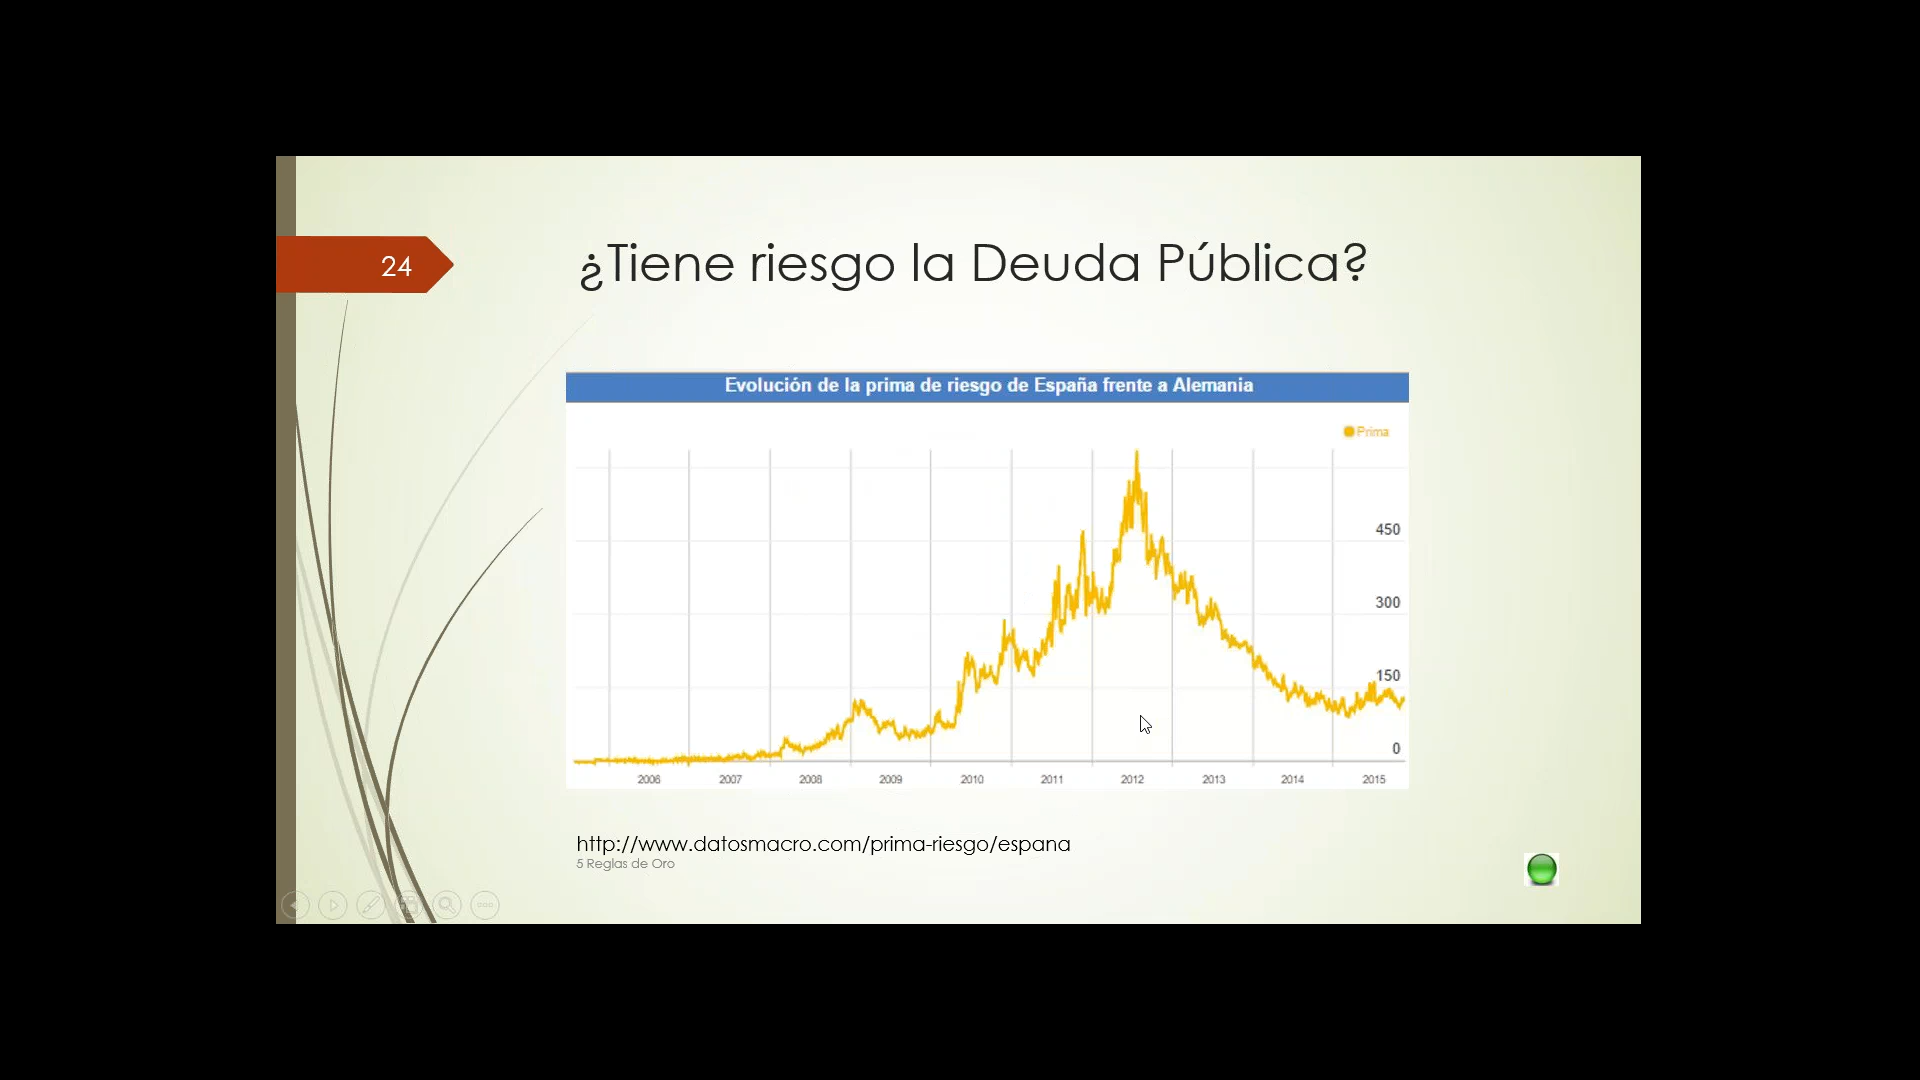 24
¿Tiene riesgo la Deuda Pública?
Evolución de la prima de riesgo de España frente a Alemania
Prima
450
300
150
0
2006 2007 2008 2009 2010 2011 2012 2013 2014 2015
http://www.datosmacro.com/prima-riesgo/espana
5 Reglas de Oro